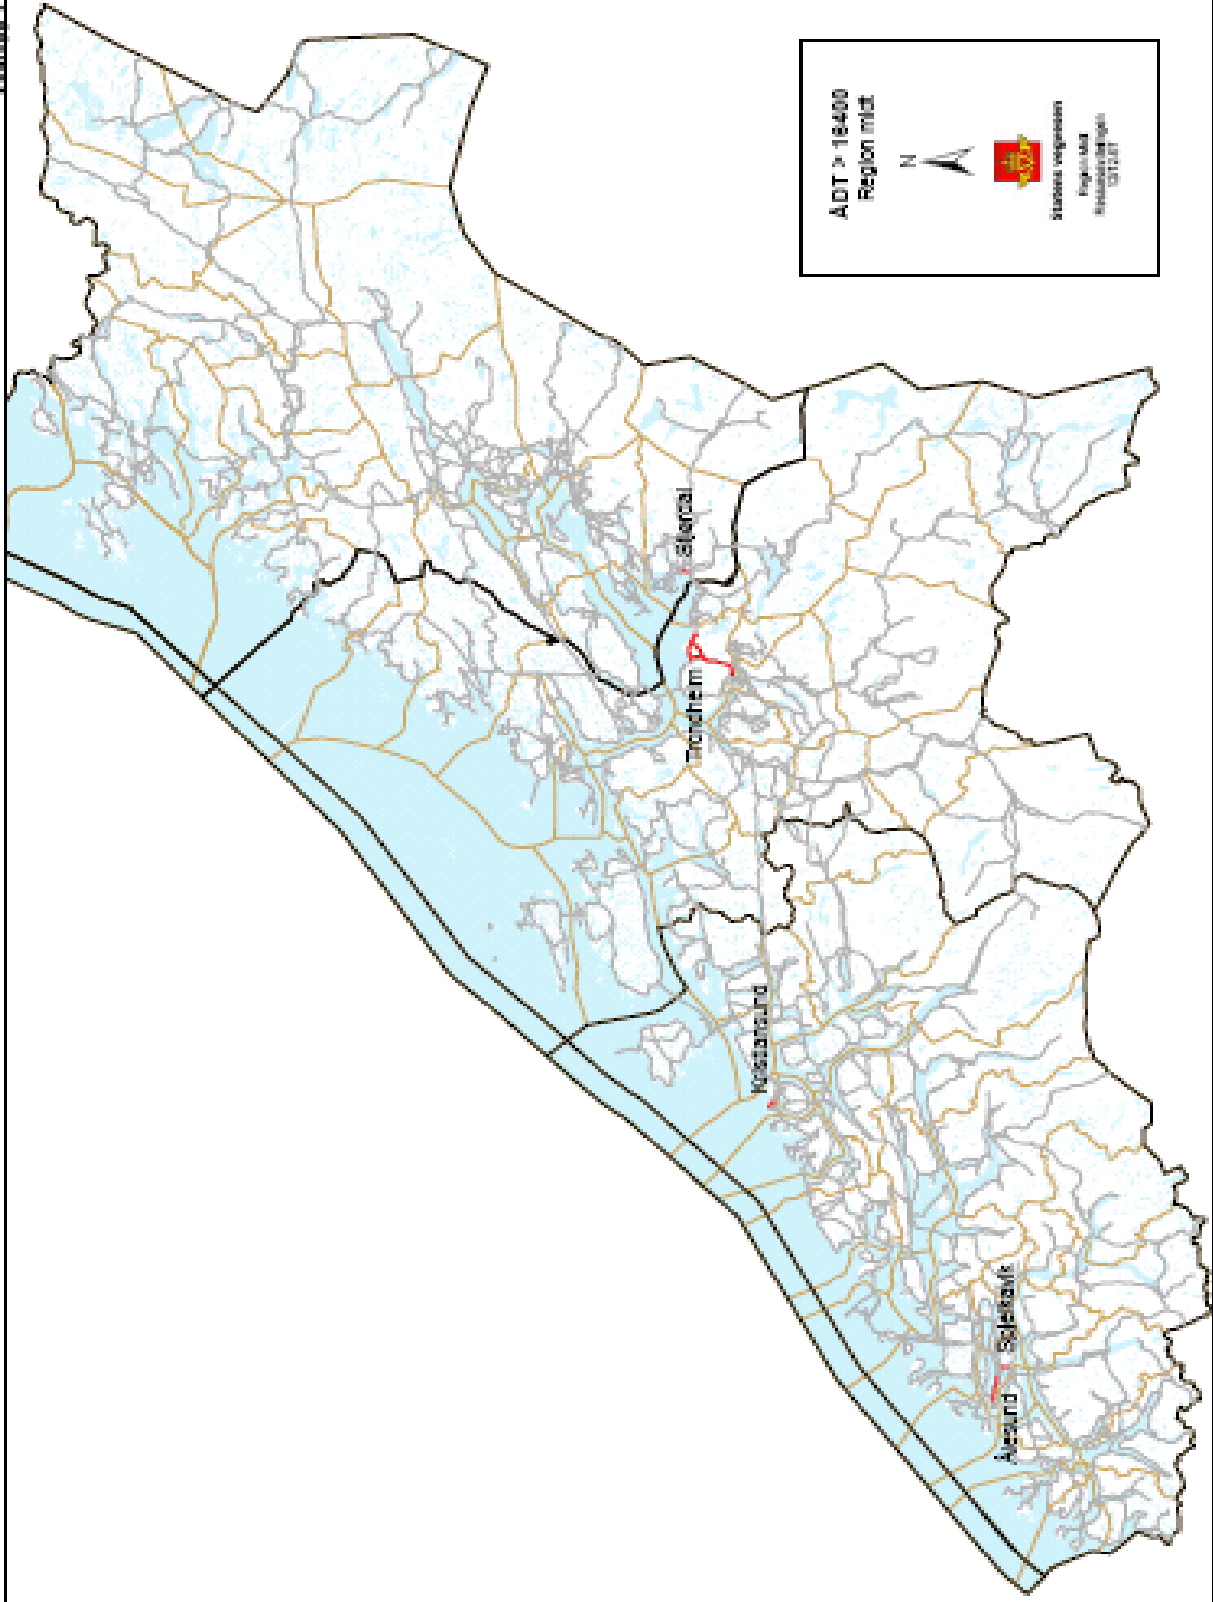 ÅDT > 16400
Region midt
N
Statens vegvesen
Stjørdal
Trondheim
Kristiansund
Spjelkavik
Ålesund